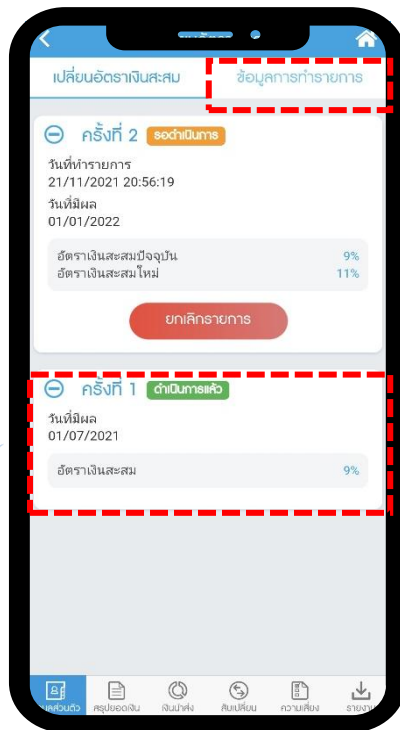 เปลี่ยนอัตราเงินสะสม
ข้อมูลการทำรายการ
ครั้งที่ 2 รอดำเนินการ
วันที่ทำรายการ
21/11/2021 20:56:19
วันที่มีผล
01/01/2022
อัตราเงินสะสมปัจจุบัน 9%
อัตราเงินสะสมใหม่ 11%
ยกเลิกรายการ
ครั้งที่ 1 ดำเนินการแล้ว
วันที่มีผล
01/07/2021
อัตราเงินสะสม 9%
สรุปยอดเงิน เงินนำส่ง สับเปลี่ยน ความเสี่ยง